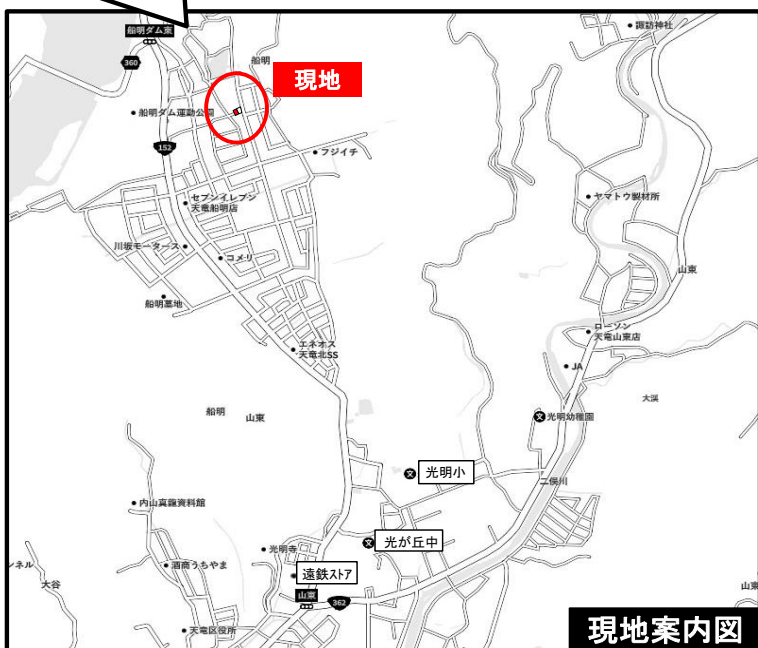 船明ダム東
諏訪神社
360
船明
現地
船明ダム運動公園
152
フジイチ
セブンイレブン
天竜船明店
ヤマトウ製材所
川坂モータース
コメリ
山東
船明墓地
ローソン
天竜山東店
エネオス
天竜北SS
JA
大渓
船明
山東
文
光明幼稚園
文
光明小
二俣川
内山真龍資料館
文
光が丘中
光明寺
ンネル
酒商うちやま
遠鉄ストア
大谷
山東
山東
362
天竜区役所
現地案内図